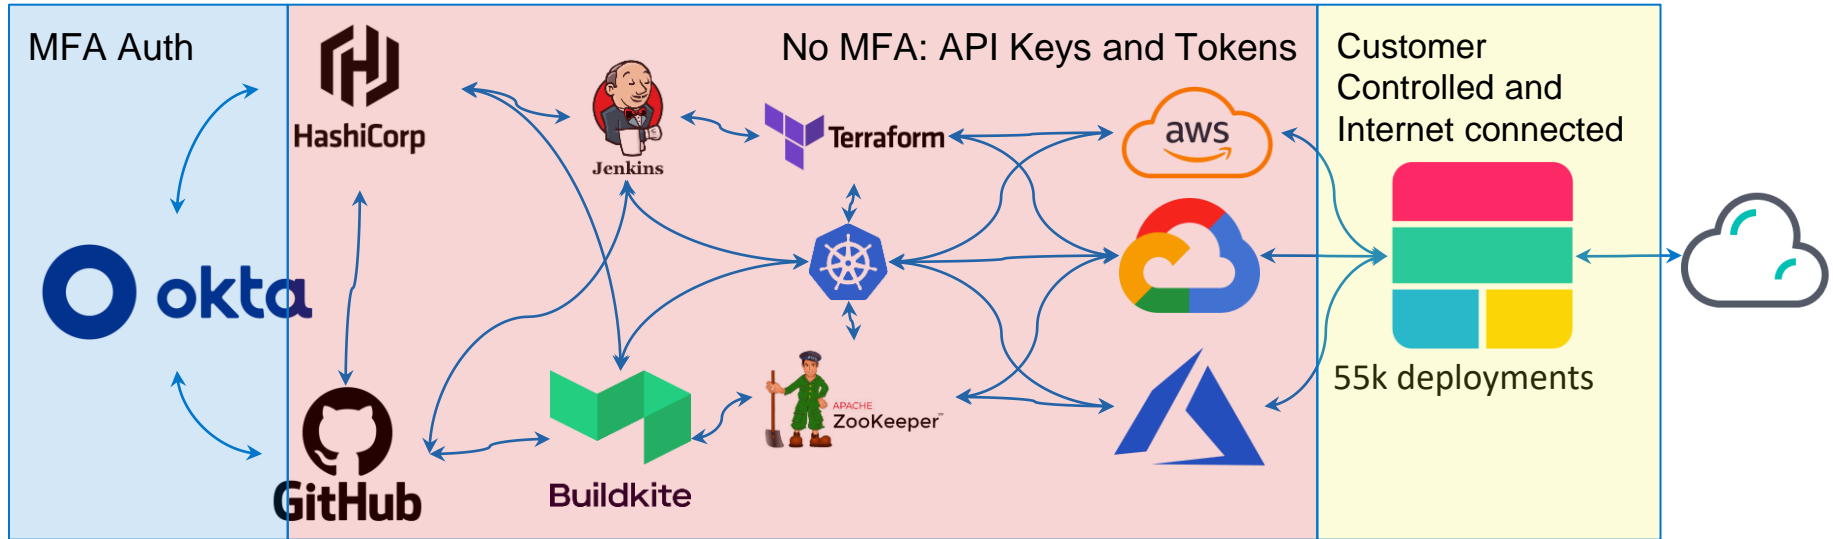 MFA Auth
No MFA: API Keys and Tokens
Customer
Controlled and
Internet connected
HashiCorp
Jenkins
Terraform
aws
okta
55k deployments
GitHub
Buildkite
APACHE
ZooKeeper™